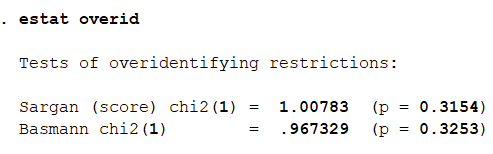 . estat overid
Tests of overidentifying restrictions:
Sargan (score) chi2(1) =  1.00783  (p = 0.3154)
Basmann chi2(1)        =  .967329  (p = 0.3253)